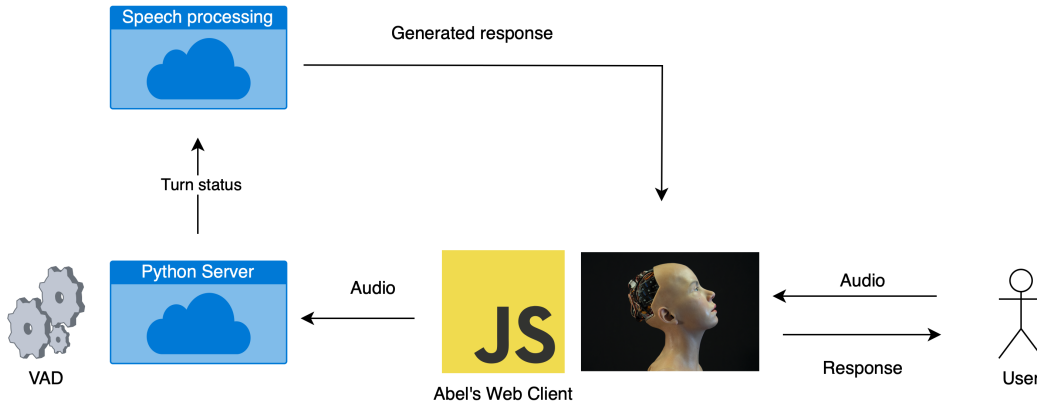 Speech processing
Generated response
Turn status
Python Server
Audio
Audio
JS
Response
VAD
Abel's Web Client
User